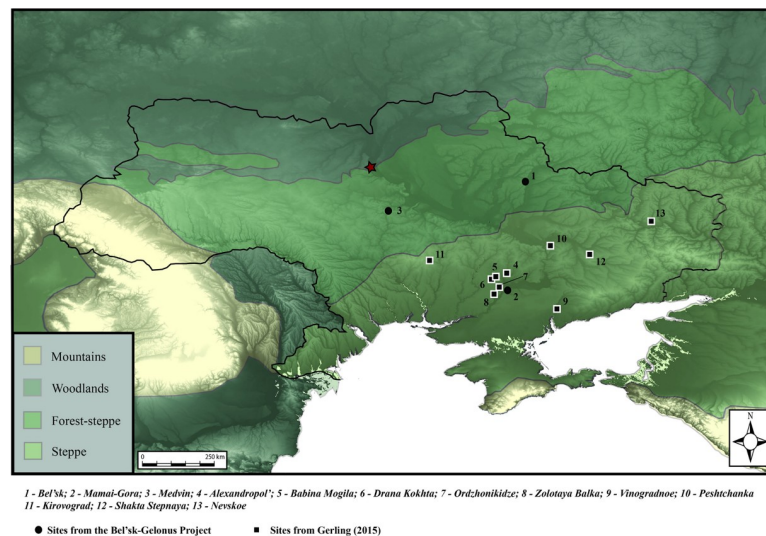 1
3
13
10
11
12
4
5
7
6
8
2
9
Mountains
Woodlands
Forest-steppe
Steppe
0 250 km
N
1 - Bel'sk; 2 - Mamai-Gora; 3 - Medvin; 4 - Alexandropol'; 5 - Babina Mogila; 6 - Drana Kokhta; 7 - Ordzhonikidze; 8 - Zolotaya Balka; 9 - Vinogradnoe; 10 - Peshtchanka
11 - Kirovograd; 12 - Shakta Stepnaya; 13 - Nevskoe
Sites from the Bel'sk-Gelonus Project Sites from Gerling (2015)